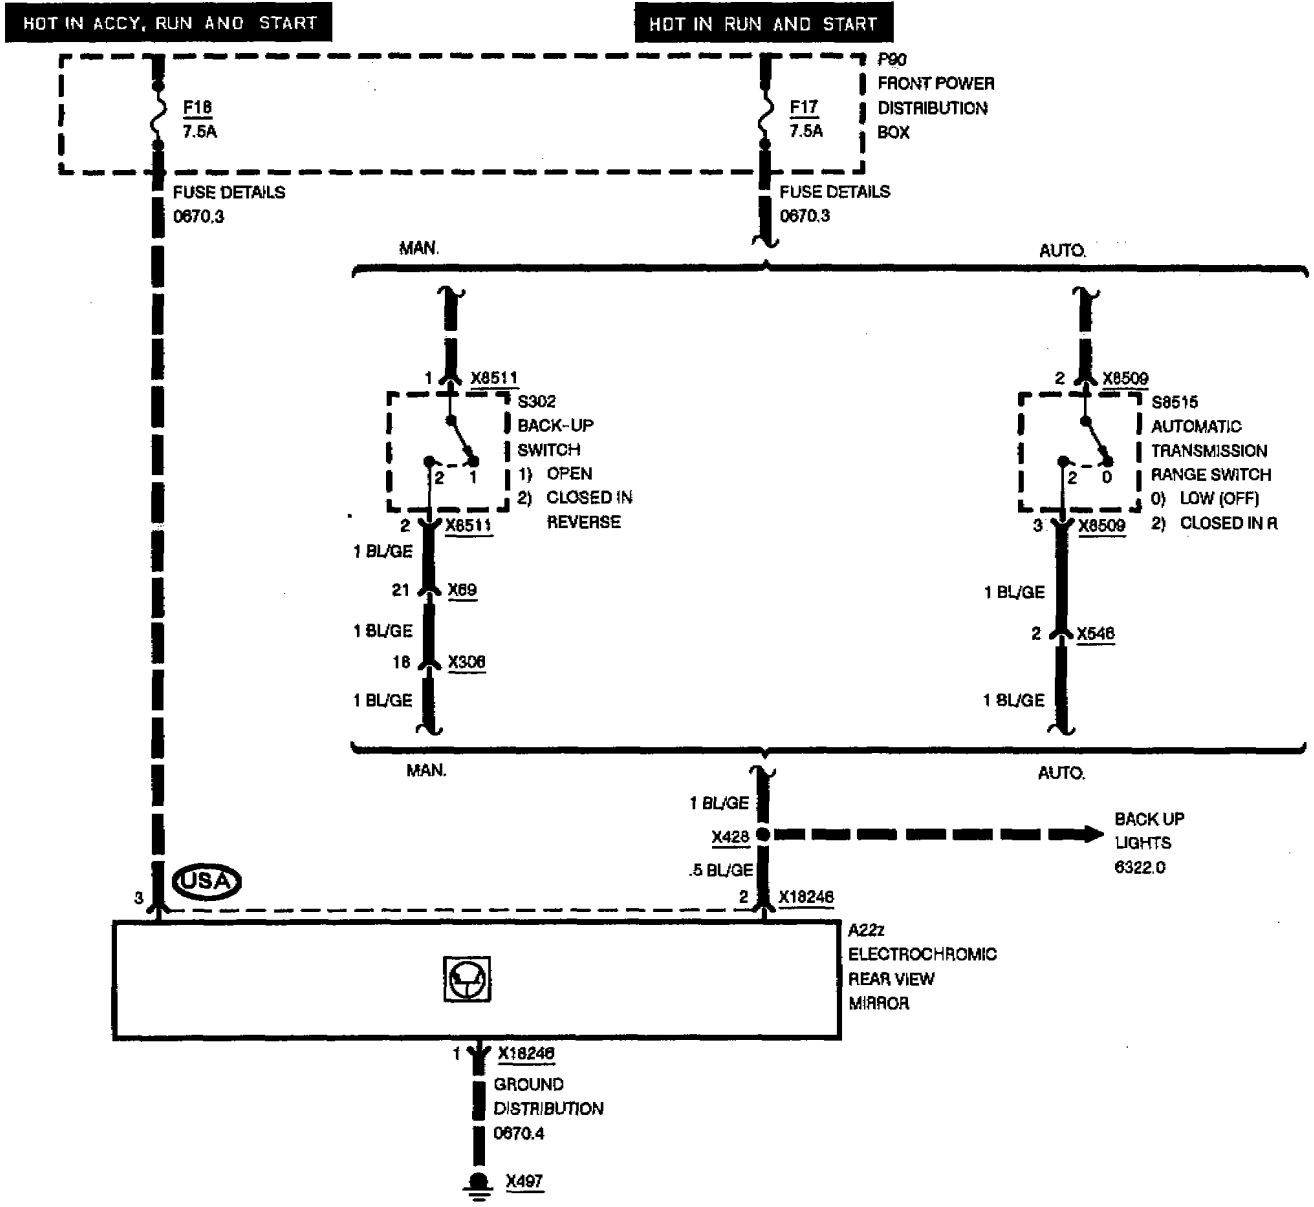 HOT IN ACCY, RUN AND START
HOT IN RUN AND START
P90
FRONT POWER
DISTRIBUTION
BOX
F18
7.5A
F17
7.5A
FUSE DETAILS
0670.3
FUSE DETAILS
0670.3
MAN.
AUTO.
1
X8511
2
X8509
S302
BACK-UP
SWITCH
1) OPEN
2) CLOSED IN
REVERSE
2 1
S8515
AUTOMATIC
TRANSMISSION
RANGE SWITCH
0) LOW (OFF)
2) CLOSED IN R
2 0
2
X8511
3
X8509
1 BL/GE
21
X69
1 BL/GE
1 BL/GE
2
X546
16
X306
1 BL/GE
1 BL/GE
MAN.
AUTO.
1 BL/GE
X428
BACK UP
LIGHTS
6322.0
.5 BL/GE
USA
3
2
X18246
A22z
ELECTROCHROMIC
REAR VIEW
MIRROR
1
X18246
GROUND
DISTRIBUTION
0670.4
X497